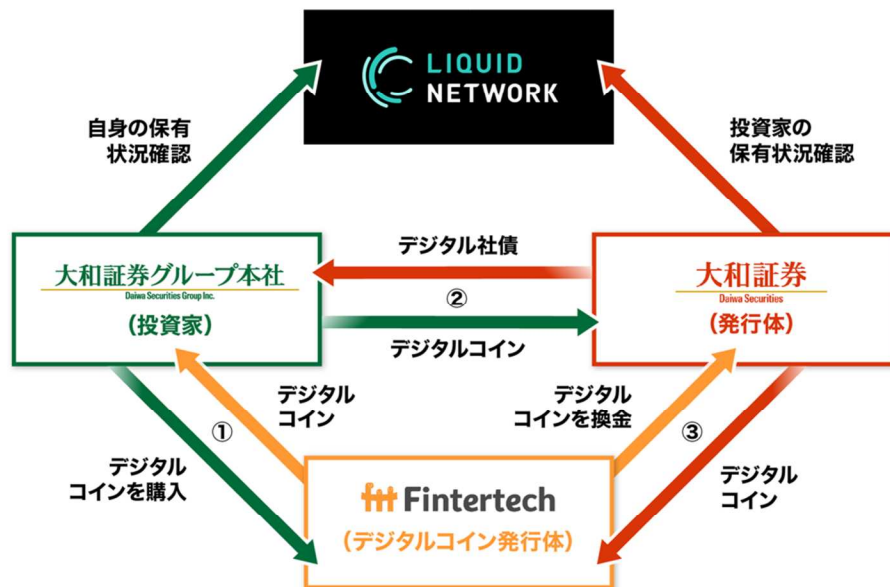 LIQUID
NETWORK
自身の保有
状況確認
投資家の
保有状況確認
大和証券グループ本社
Daiwa Securities Group Inc.
(投資家)
デジタル社債
②
デジタルコイン
大和証券
Daiwa Securities
(発行体)
デジタル
コイン
①
デジタル
コインを購入
デジタル
コインを換金
③
デジタル
コイン
Fintertech
(デジタルコイン発行体)